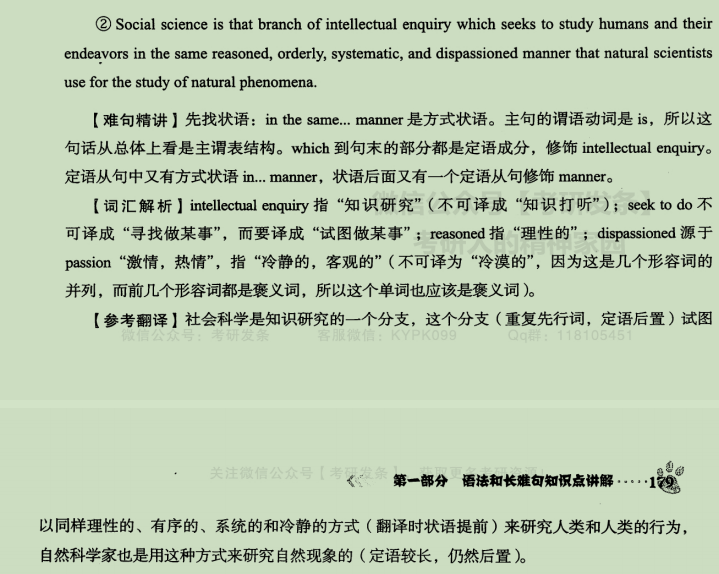 ② Social science is that branch of intellectual enquiry which seeks to study humans and their
endeavors in the same reasoned, orderly, systematic, and dispassioned manner that natural scientists
use for the study of natural phenomena.
【难句精讲】先找状语：in the same... manner 是方式状语。主句的谓语动词是 is，所以这
句话从总体上看是主谓表结构。which 到句末的部分都是定语成分，修饰 intellectual enquiry。
定语从句中又有方式状语 in... manner，状语后面又有一个定语从句修饰 manner。
微信公众号【考研发条】
【词汇解析】intellectual enquiry 指“知识研究”（不可译成“知识打听”）；seek to do 不
可译成“寻找做某事”，而要译成“试图做某事”；reasoned 指“理性的”；dispassioned 源于
考研人的精神家园
passion“激情，热情”，指“冷静的，客观的”（不可译为“冷漠的”，因为这是几个形容词的
并列，而前几个形容词都是褒义词，所以这个单词也应该是褒义词）。
【参考翻译】社会科学是知识研究的一个分支，这个分支（重复先行词，定语后置）试图
微信公众号：考研发条 客服微信：KYPK099 Qq群：118105451
关注微信公众号【考研发条】
第一部分 语法和长难句知识点讲解·····179
以同样理性的、有序的、系统的和冷静的方式（翻译时状语提前）来研究人类和人类的行为，
自然科学家也是用这种方式来研究自然现象的（定语较长，仍然后置）。